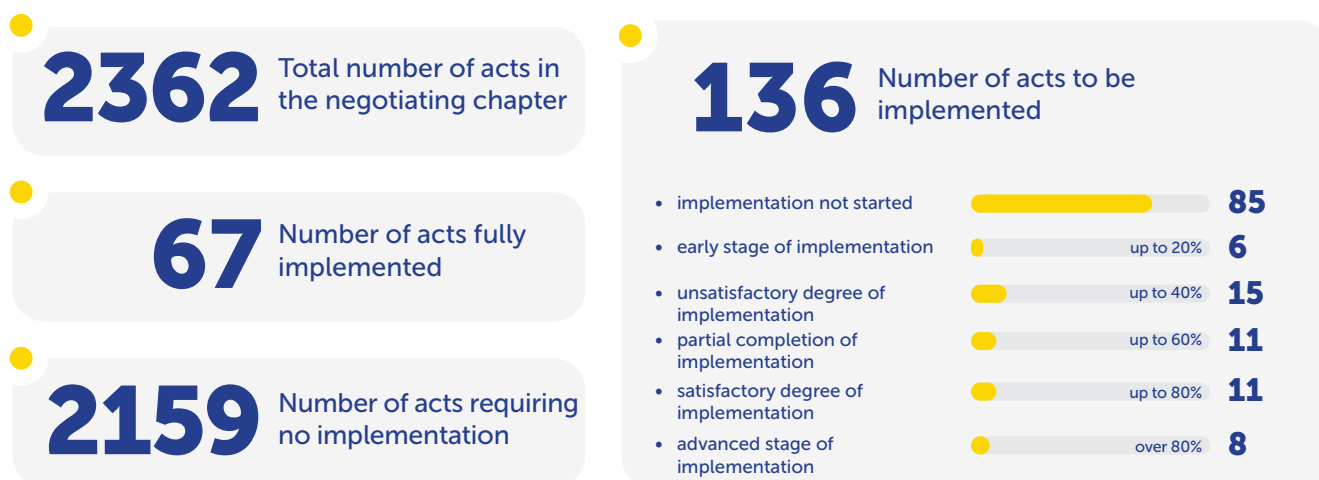 2362
Total number of acts in
the negotiating chapter
67
Number of acts fully
implemented
2159
Number of acts requiring
no implementation
136
Number of acts to be
implemented
• implementation not started
85
• early stage of implementation
up to 20%
6
• unsatisfactory degree of
implementation
up to 40%
15
• partial completion of
implementation
up to 60%
11
• satisfactory degree of
implementation
up to 80%
11
• advanced stage of
implementation
over 80%
8